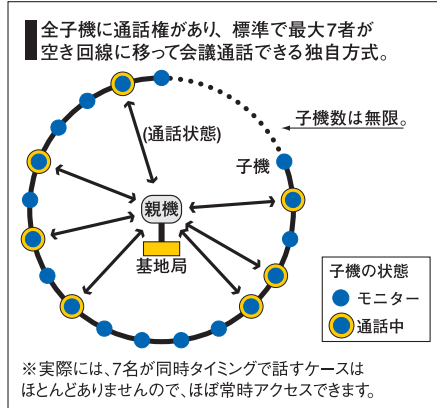 全子機に通話権があり、標準で最大7者が
空き回線に移って会議通話できる独自方式。
子機数は無限。
(通話状態)
子機
親機
基地局
子機の状態
モニター
通話中
※実際には、7名が同時タイミングで話すケースは
ほとんどありませんので、ほぼ常時アクセスできます。